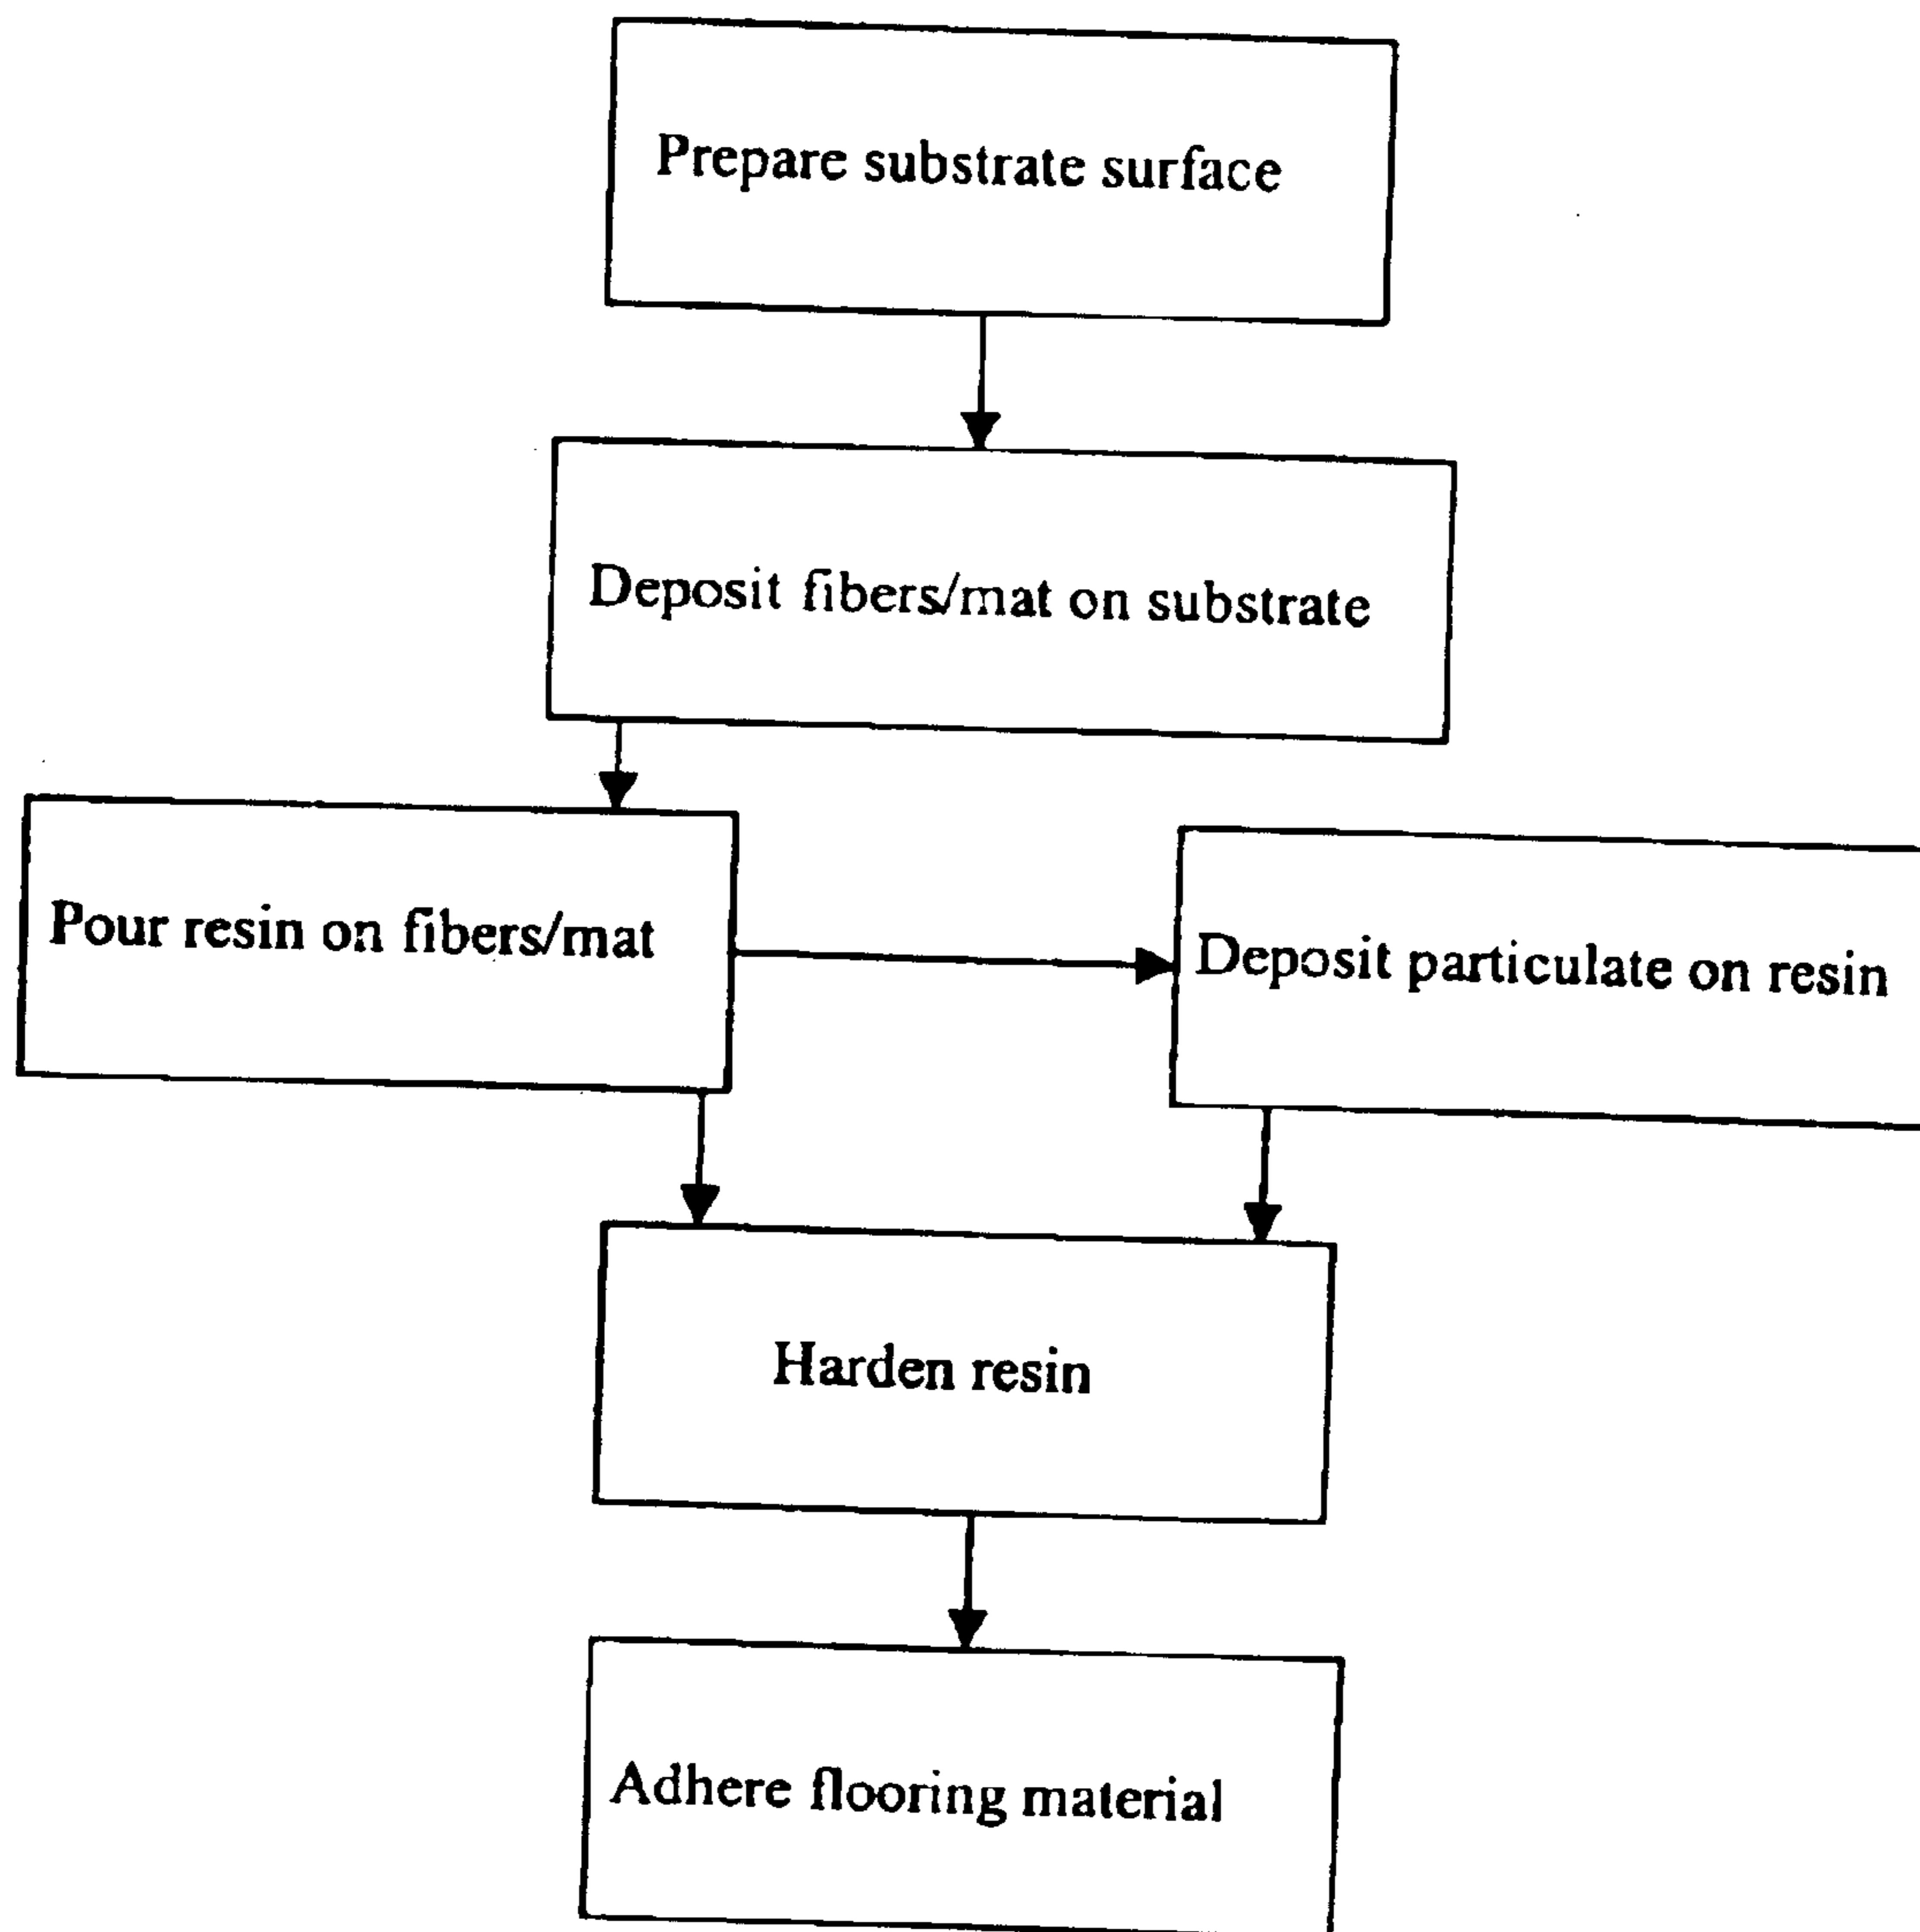 Prepare substrate surface
Deposit fibers/mat on substrate
Pour resin on fibers/mat
Deposit particulate on resin
Harden resin
Adhere flooring material